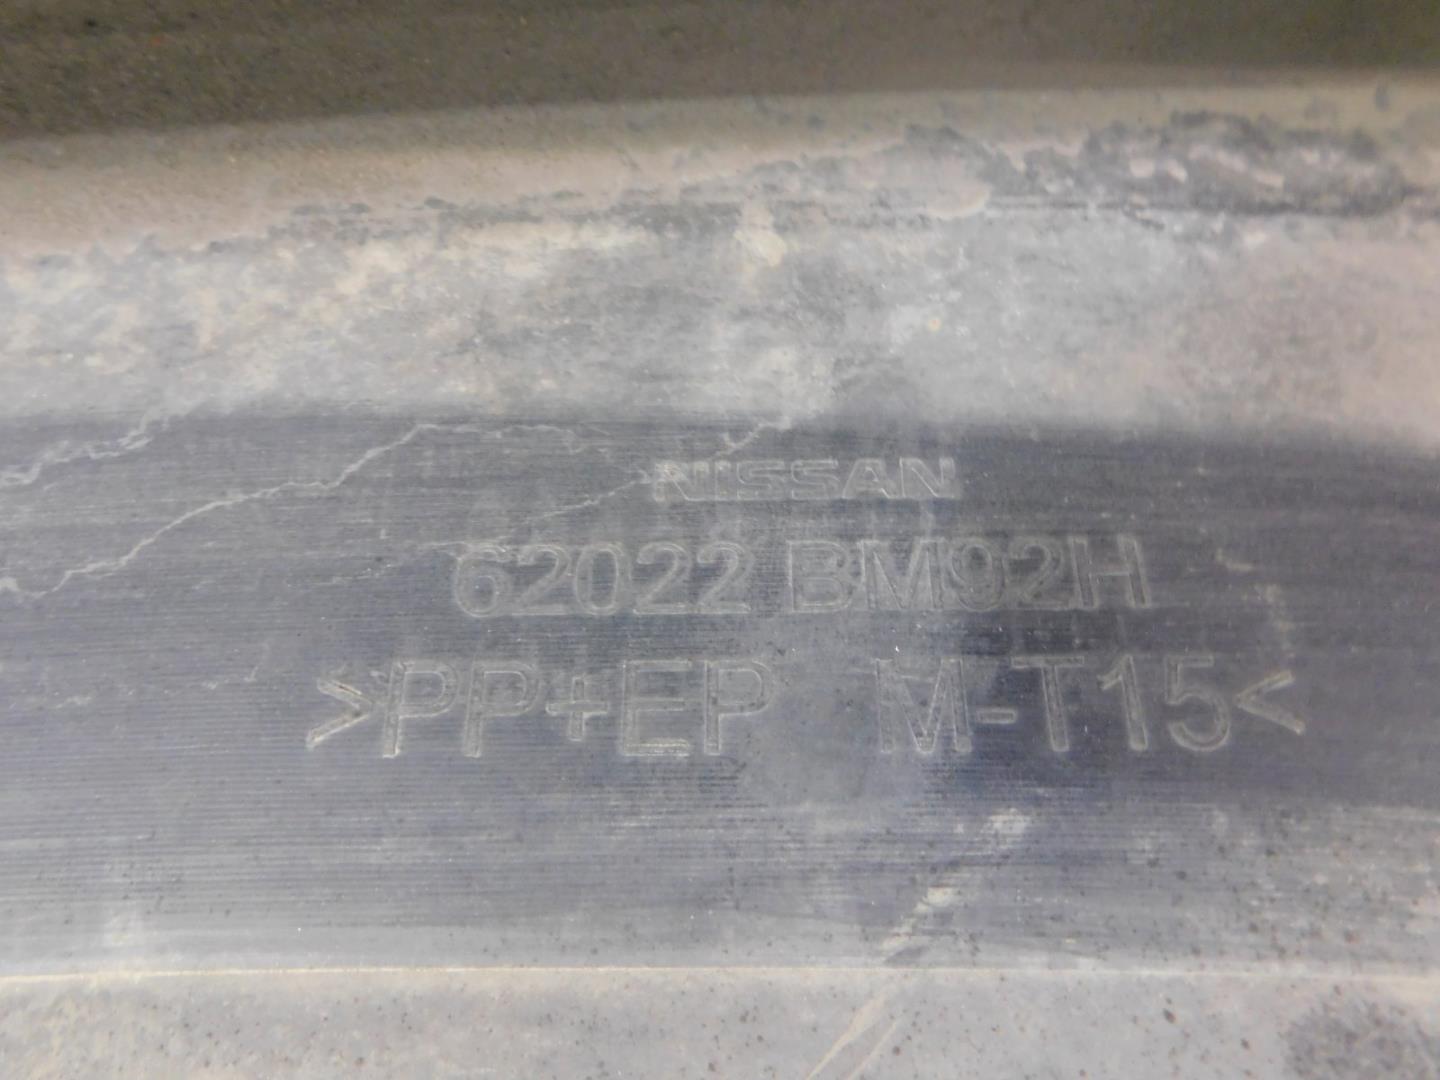 NISSAN
62022 BM92H
>PP+EP M-T15<